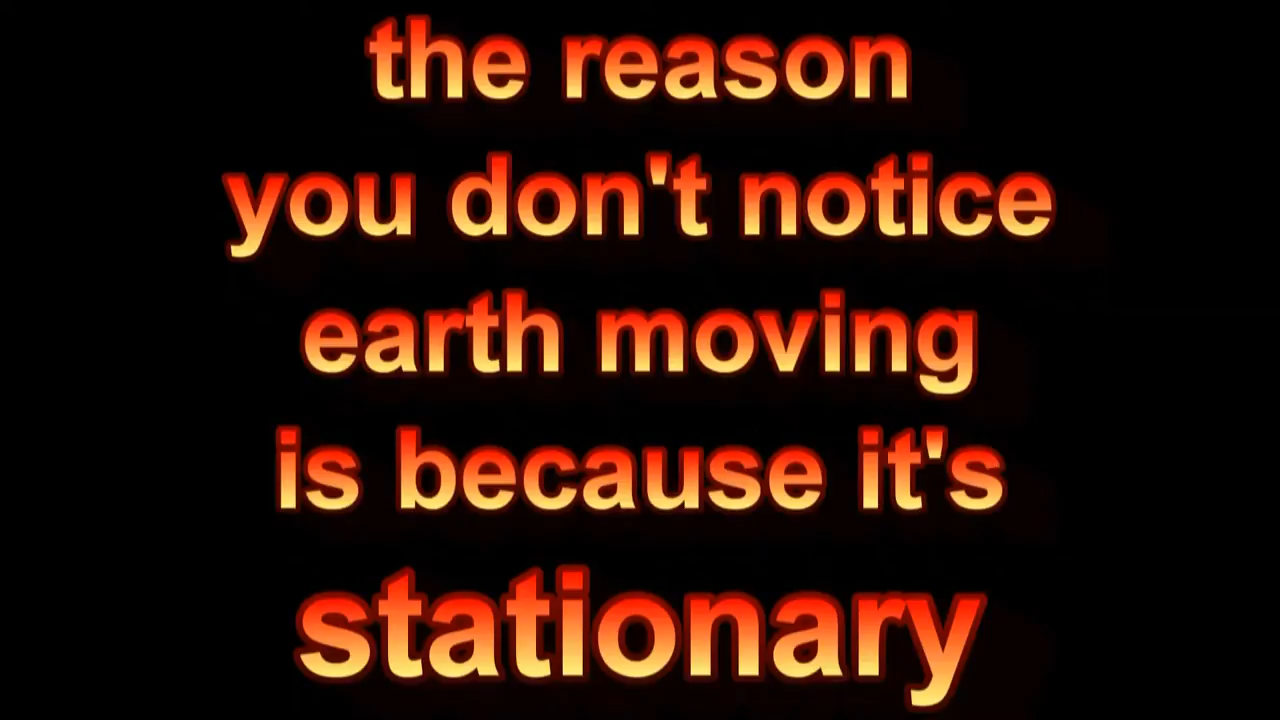 the reason
you don't notice
earth moving
is because it's
stationary